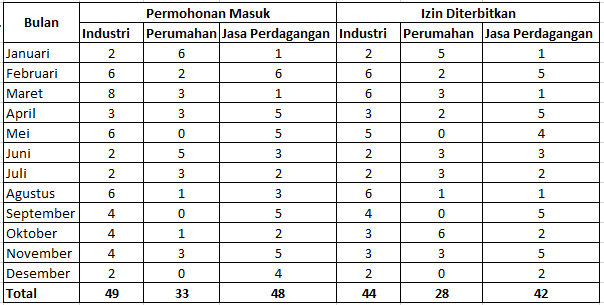 Bulan Permohonan Masuk Izin Diterbitkan
Industri Perumahan Jasa Perdagangan Industri Perumahan Jasa Perdagangan
Januari 2 6 1 2 5 1
Februari 6 2 6 6 2 5
Maret 8 3 1 6 3 1
April 3 3 5 3 2 5
Mei 6 0 5 5 0 4
Juni 2 5 3 2 3 3
Juli 2 3 2 2 3 2
Agustus 6 1 3 6 1 1
September 4 0 5 4 0 5
Oktober 4 1 2 3 6 2
November 4 3 5 3 3 5
Desember 2 0 4 2 0 2
Total 49 33 48 44 28 42